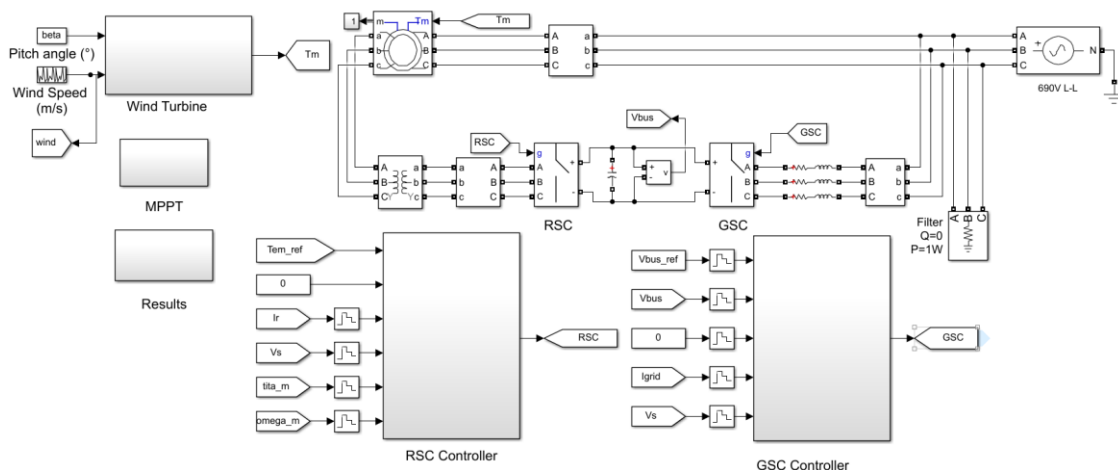 beta
Pitch angle (°)
Wind Speed
(m/s)
wind
Wind Turbine
Tm
MPPT
Results
1
m
Tm
a
b
c
A
B
C
Tm
A
B
C
a
b
c
A
B
C
N
690V L-L
A
B
C
Y
Y
a
b
c
A
B
C
a
b
c
RSC
g
A
B
C
+
-
RSC
Vbus
+
-
v
GSC
+
-
g
A
B
C
GSC
A
B
C
a
b
c
Filter
Q=0
P=1W
A
B
C
Tem_ref
0
Ir
Vs
tita_m
omega_m
RSC
RSC Controller
Vbus_ref
Vbus
0
Igrid
Vs
GSC
GSC Controller